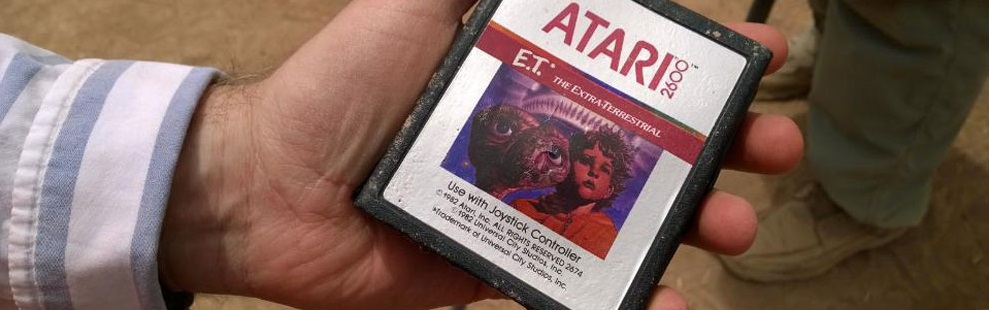 ATARI 2600™
E.T. THE EXTRA-TERRESTRIAL
Use with Joystick Controller
©1982 Atari, Inc. ALL RIGHTS RESERVED 2674
©1982 Universal City Studios, Inc.
*Trademark of Universal City Studios, Inc.